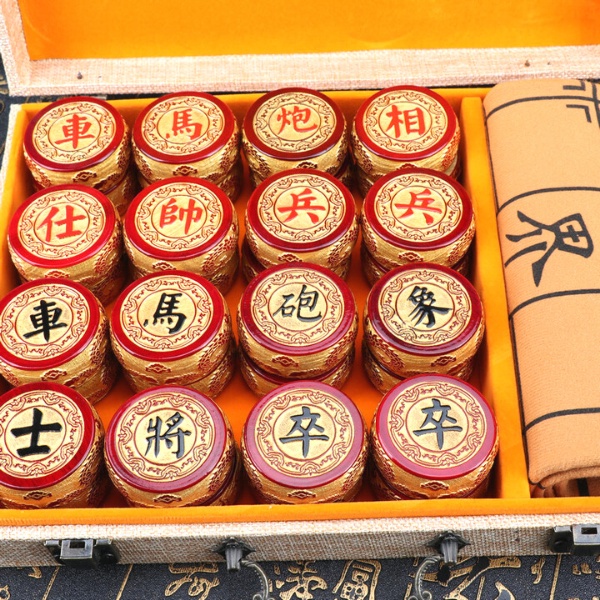 車 馬 炮 相
仕 帥 兵 兵
車 馬 砲 象
士 將 卒 卒
界